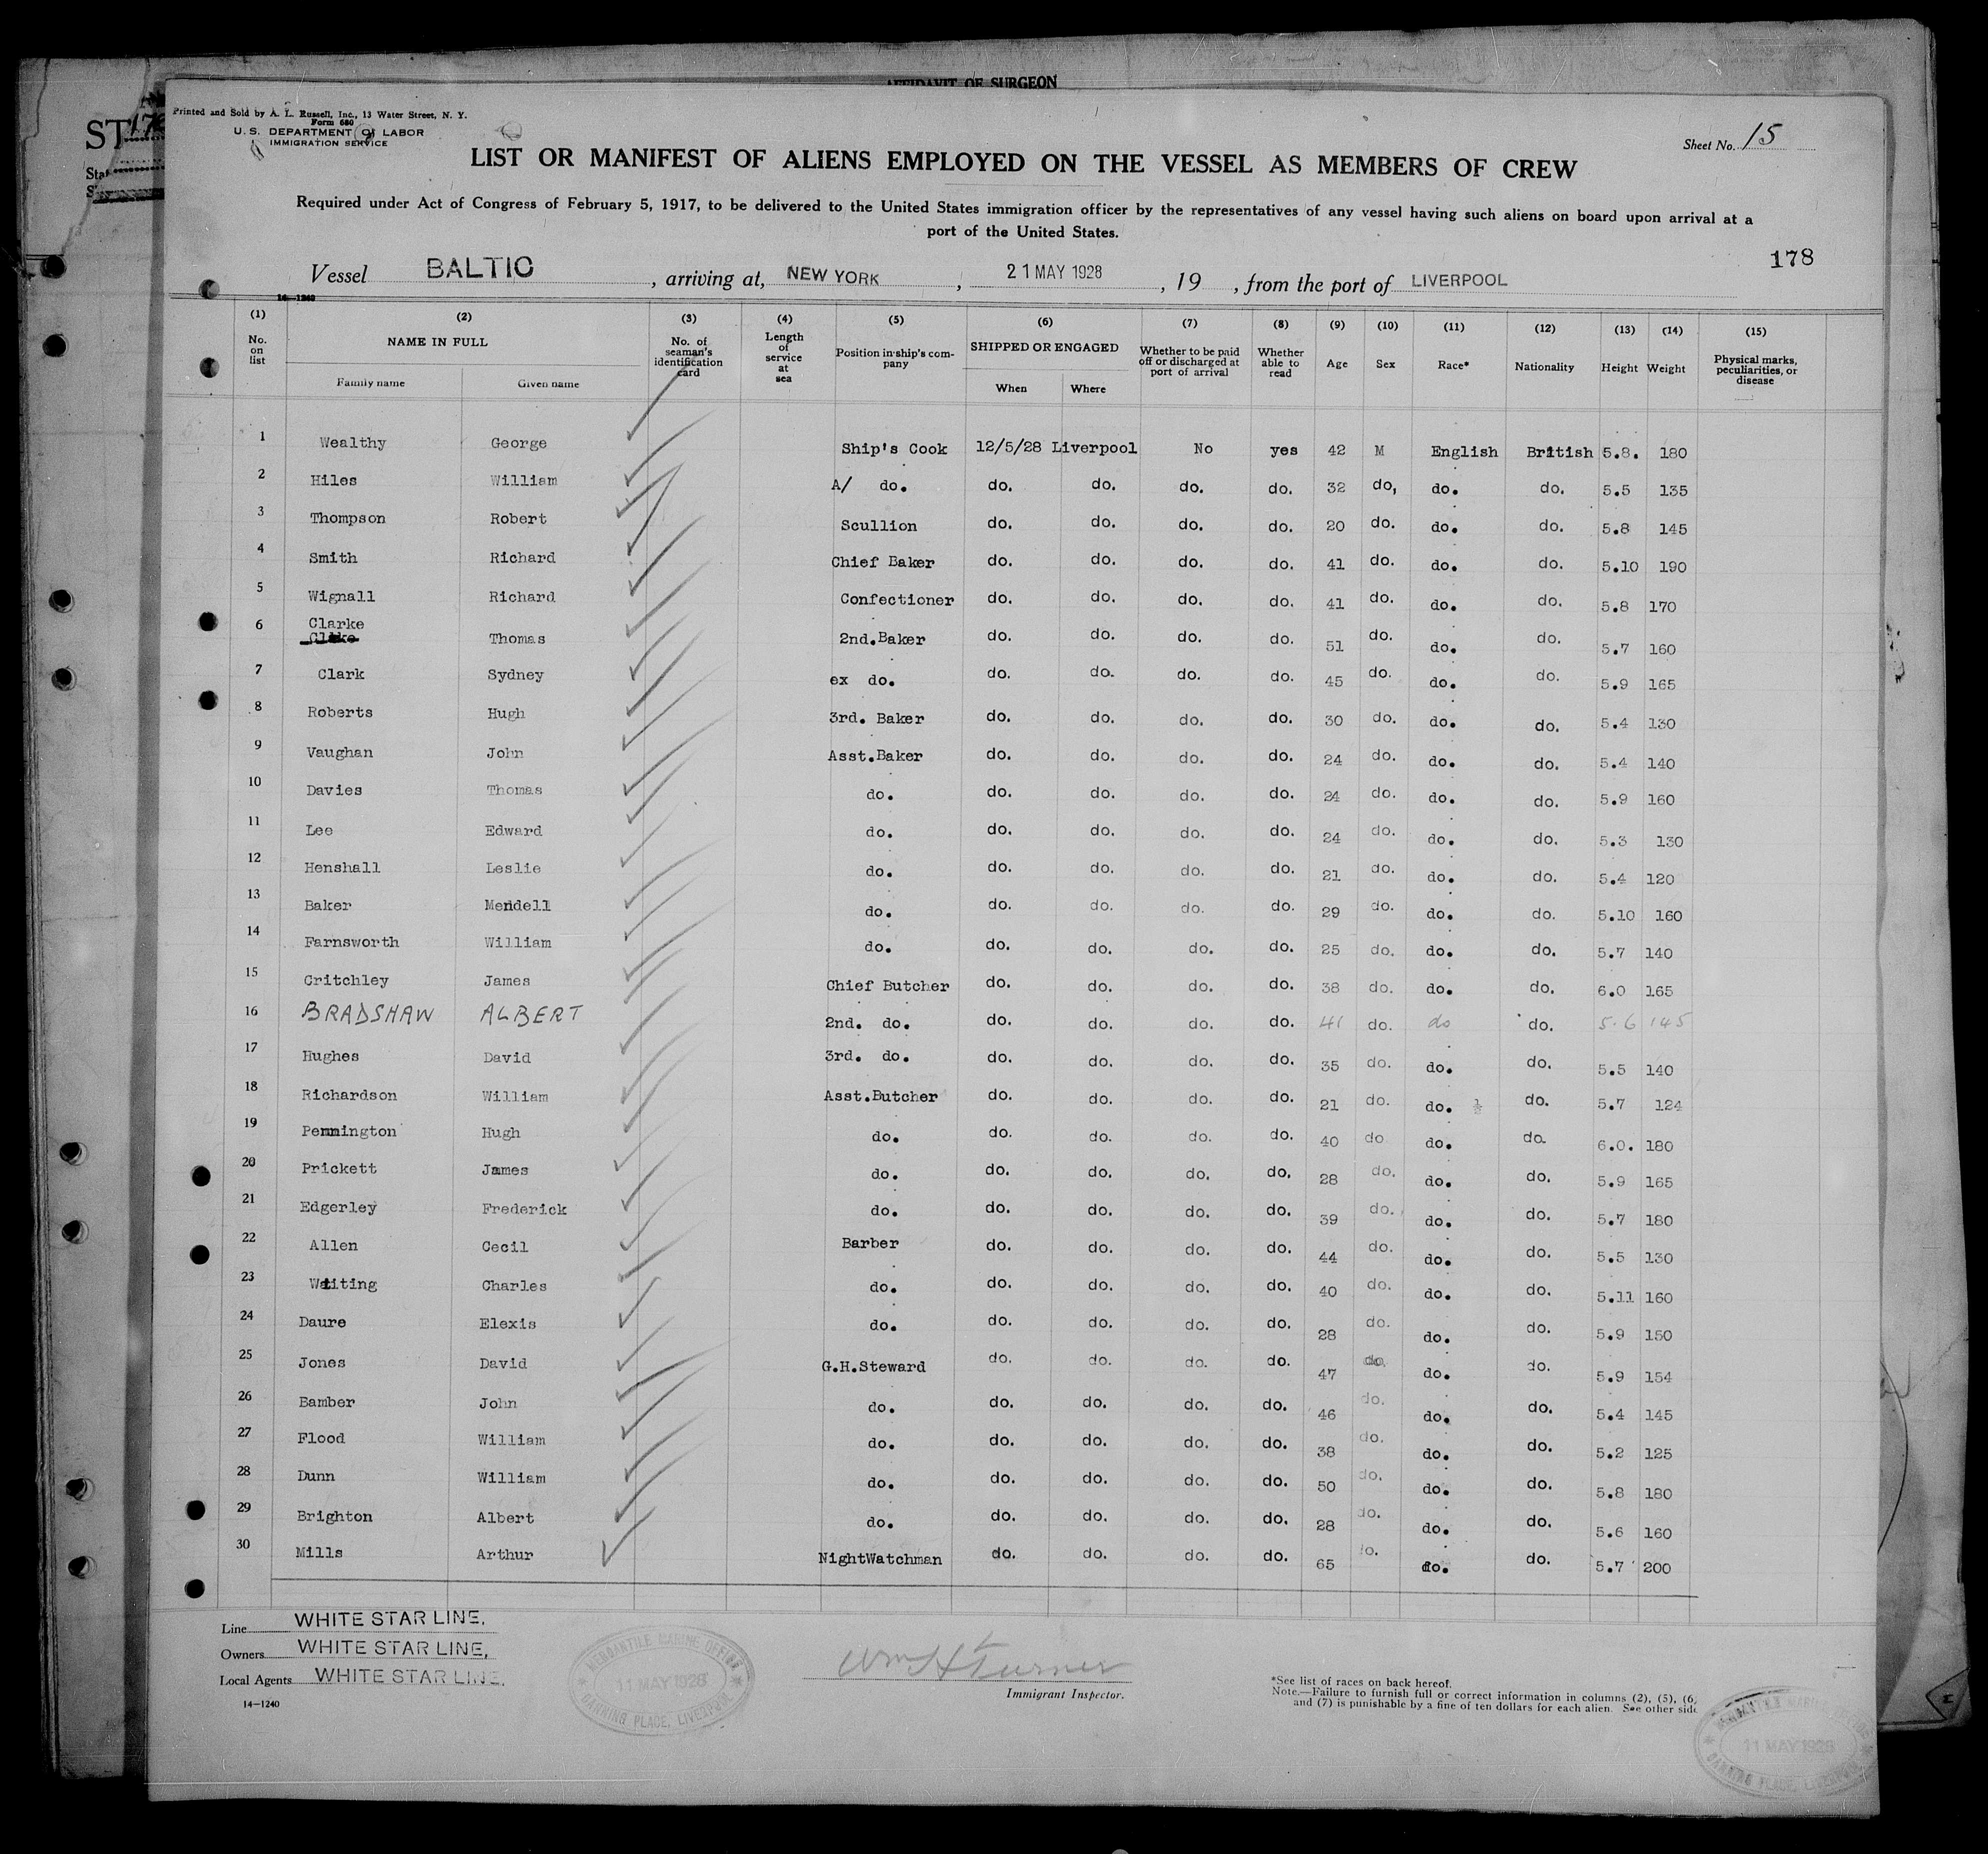 AFFIDAVIT OF SURGEON
Printed and Sold by A. L. Russell, Inc., 13 Water Street, N. Y.
Form 680
U. S. DEPARTMENT OF LABOR
IMMIGRATION SERVICE
Sheet No. 15
LIST OR MANIFEST OF ALIENS EMPLOYED ON THE VESSEL AS MEMBERS OF CREW
Required under Act of Congress of February 5, 1917, to be delivered to the United States immigration officer by the representatives of any vessel having such aliens on board upon arrival at a
port of the United States.
178
Vessel BALTIC, arriving at, NEW YORK, 21 MAY 1928, 19 , from the port of LIVERPOOL
14-1240
(1) (2) (3) (4) (5) (6) (7) (8) (9) (10) (11) (12) (13) (14) (15)
No. on list NAME IN FULL Family name Given name No. of seaman's identification card Length of service at sea Position in ship's company SHIPPED OR ENGAGED When Where Whether to be paid off or discharged at port of arrival Whether able to read Age Sex Race* Nationality Height Weight Physical marks, peculiarities, or disease
1 Wealthy George Ship's Cook 12/5/28 Liverpool No yes 42 M English British 5.8. 180
2 Hiles William A/ do. do. do. do. do. 32 do, do. do. 5.5 135
3 Thompson Robert Scullion do. do. do. do. 20 do. do. do. 5.8 145
4 Smith Richard Chief Baker do. do. do. do. 41 do. do. do. 5.10 190
5 Wignall Richard Confectioner do. do. do. do. 41 do. do. do. 5.8 170
6 Clarke Thomas 2nd.Baker do. do. do. do. 51 do. do. do. 5.7 160
7 Clark Sydney ex do. do. do. do. do. 45 do. do. do. 5.9 165
8 Roberts Hugh 3rd. Baker do. do. do. do. 30 do. do. do. 5.4 130
9 Vaughan John Asst.Baker do. do. do. do. 24 do. do. do. 5.4 140
10 Davies Thomas do. do. do. do. do. 24 do. do. do. 5.9 160
11 Lee Edward do. do. do. do. do. 24 do. do. do. 5.3 130
12 Henshall Leslie do. do. do. do. do. 21 do. do. do. 5.4 120
13 Baker Mendell do. do. do. do. do. 29 do. do. do. 5.10 160
14 Farnsworth William do. do. do. do. do. 25 do. do. do. 5.7 140
15 Critchley James Chief Butcher do. do. do. do. 38 do. do. do. 6.0 165
16 BRADSHAW ALBERT 2nd. do. do. do. do. do. 41 do. do do. 5.6 145
17 Hughes David 3rd. do. do. do. do. do. 35 do. do. do. 5.5 140
18 Richardson William Asst.Butcher do. do. do. do. 21 do. do. ½ do. 5.7 124
19 Pennington Hugh do. do. do. do. do. 40 do do. do. 6.0. 180
20 Prickett James do. do. do. do. do. 28 do. do. do. 5.9 165
21 Edgerley Frederick do. do. do. do. do. 39 do. do. do. 5.7 180
22 Allen Cecil Barber do. do. do. do. 44 do. do. do. 5.5 130
23 Waiting Charles do. do. do. do. do. 40 do. do. do. 5.11 160
24 Daure Elexis do. do. do. do. do. 28 do. do. do. 5.9 150
25 Jones David G.H.Steward do. do. do. do. 47 do. do. do. 5.9 154
26 Bamber John do. do. do. do. do. 46 do. do. do. 5.4 145
27 Flood William do. do. do. do. do. 38 do. do. do. 5.2 125
28 Dunn William do. do. do. do. do. 50 do. do. do. 5.8 180
29 Brighton Albert do. do. do. do. do. 28 do. do. do. 5.6 160
30 Mills Arthur NightWatchman do. do. do. do. 65 do. do. do. 5.7 200
Line WHITE STAR LINE.
Owners WHITE STAR LINE.
Local Agents WHITE STAR LINE.
14-1240
MERCANTILE MARINE OFFICE
11 MAY 1928
CANNING PLACE, LIVERPOOL
Wm H Turner
Immigrant Inspector.
*See list of races on back hereof.
Note.—Failure to furnish full or correct information in columns (2), (5), (6,
and (7) is punishable by a fine of ten dollars for each alien. See other side
11 MAY 1928
CANNING PLACE, LIVERPOOL